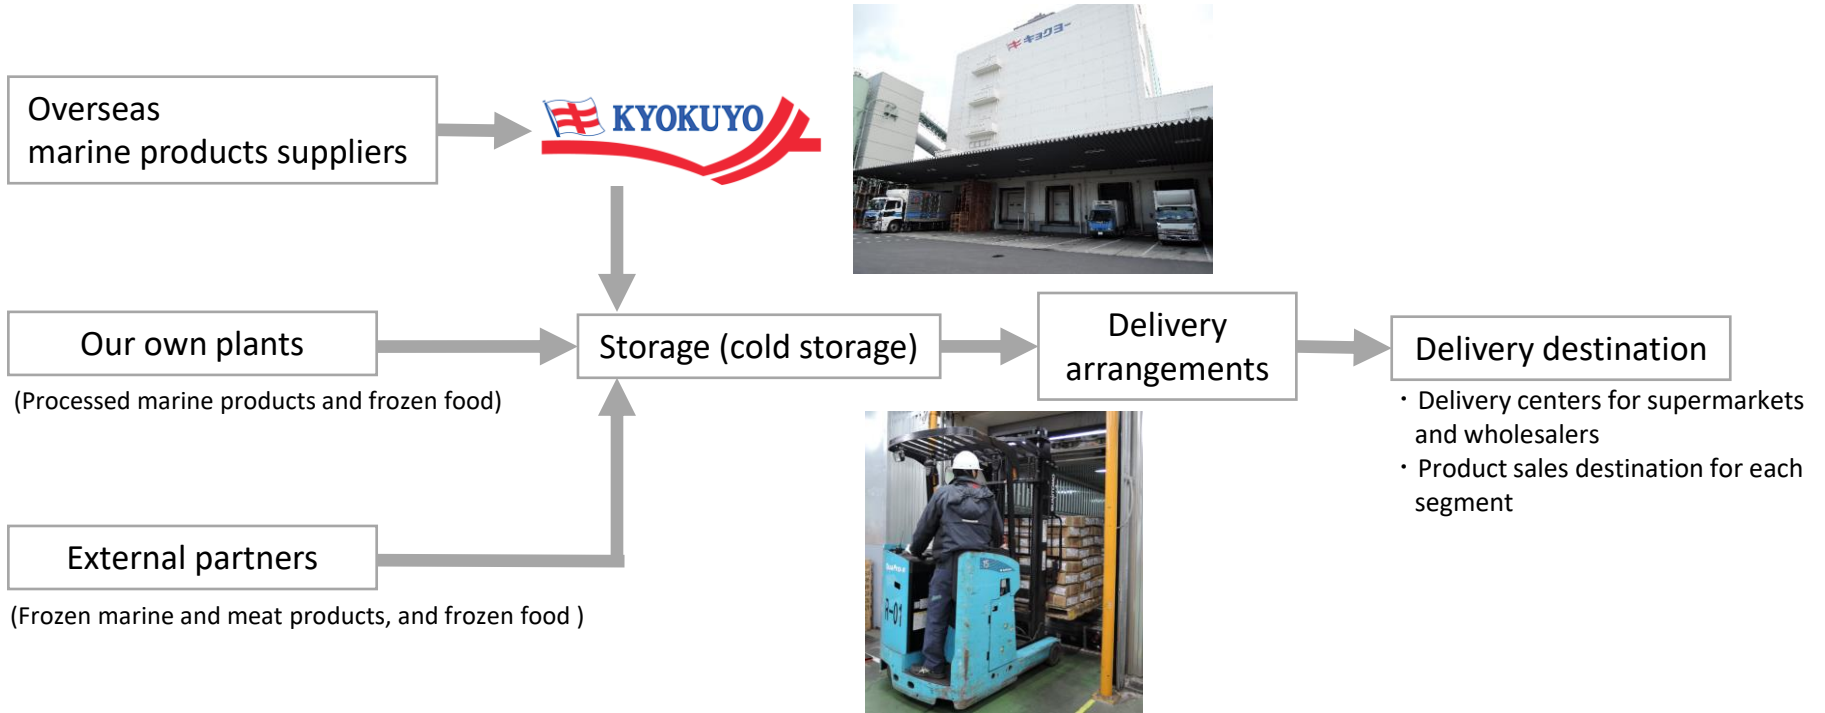 キョクヨー
Overseas
marine products suppliers
KYOKUYO
Our own plants
(Processed marine products and frozen food)
Storage (cold storage)
Delivery
arrangements
Delivery destination
・Delivery centers for supermarkets
and wholesalers
・Product sales destination for each
segment
External partners
(Frozen marine and meat products, and frozen food )
R-01
15